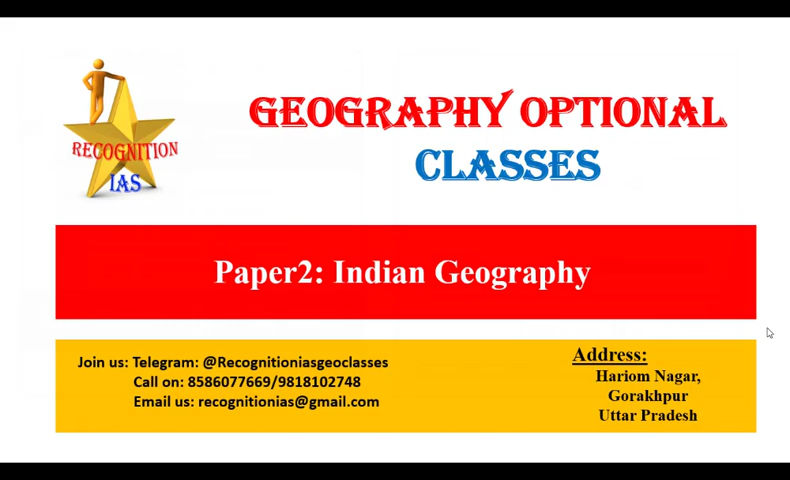 RECOGNITION
IAS
GEOGRAPHY OPTIONAL
CLASSES
Paper2: Indian Geography
Join us: Telegram: @Recognitioniasgeoclasses
Call on: 8586077669/9818102748
Email us: recognitionias@gmail.com
Address:
Hariom Nagar,
Gorakhpur
Uttar Pradesh